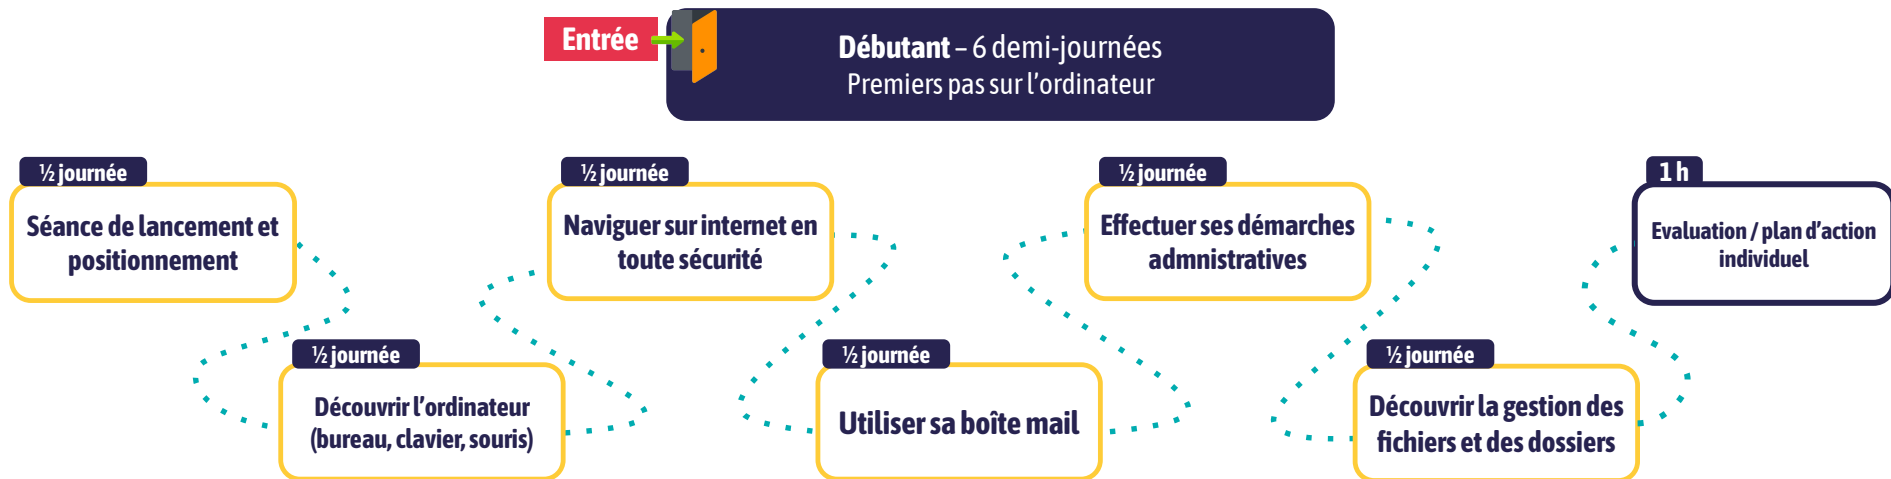 Entrée
Débutant – 6 demi-journées
Premiers pas sur l’ordinateur
½ journée
Séance de lancement et
positionnement
½ journée
Découvrir l’ordinateur
(bureau, clavier, souris)
½ journée
Naviguer sur internet en
toute sécurité
½ journée
Utiliser sa boîte mail
½ journée
Effectuer ses démarches
admnistratives
½ journée
Découvrir la gestion des
fichiers et des dossiers
1 h
Evaluation / plan d’action
individuel